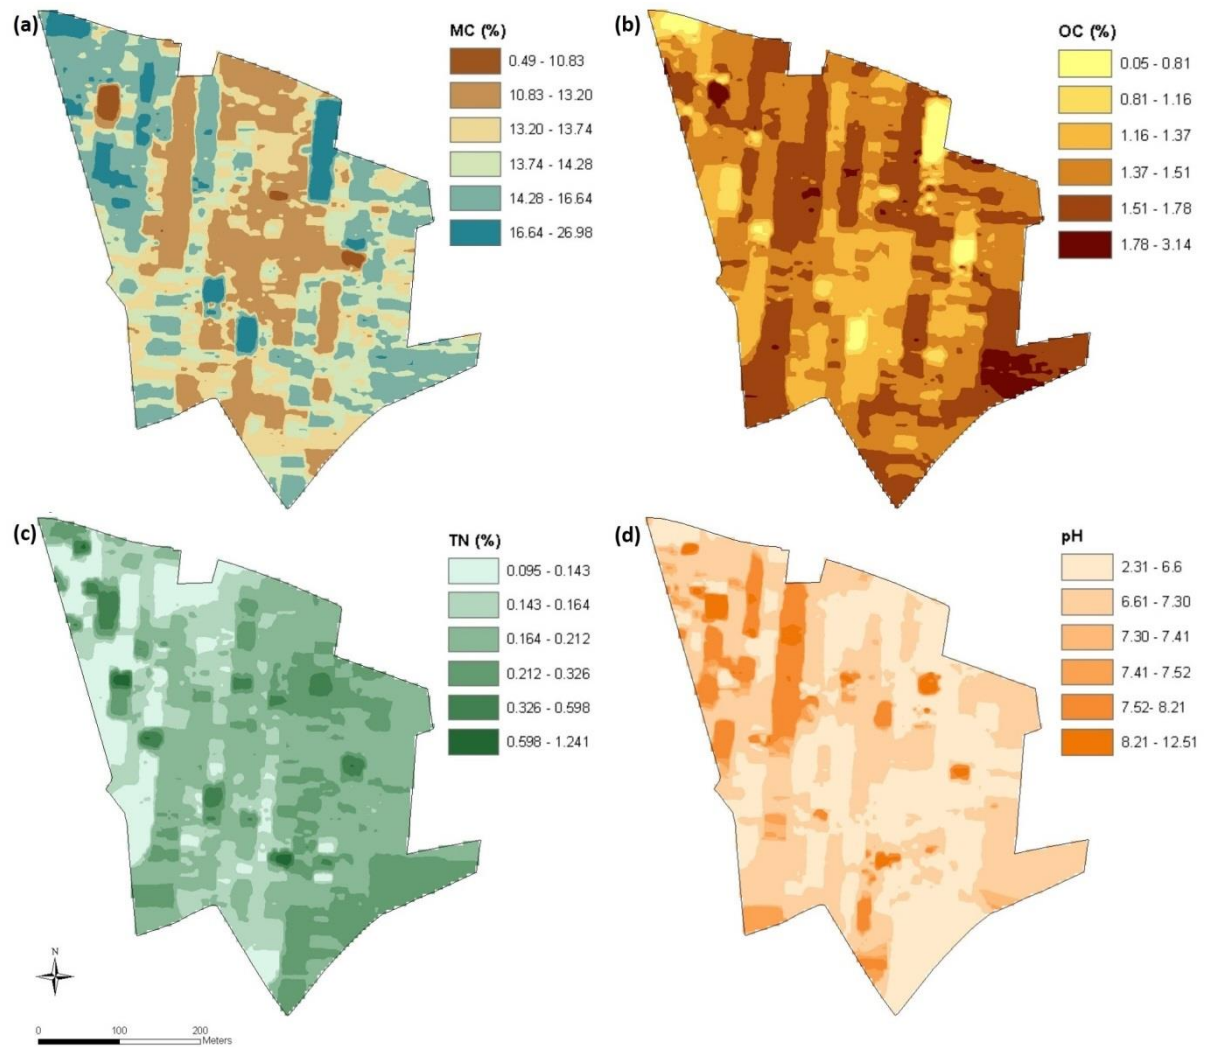 (a)
MC (%)
0.49 - 10.83
10.83 - 13.20
13.20 - 13.74
13.74 - 14.28
14.28 - 16.64
16.64 - 26.98
(b)
OC (%)
0.05 - 0.81
0.81 - 1.16
1.16 - 1.37
1.37 - 1.51
1.51 - 1.78
1.78 - 3.14
(c)
TN (%)
0.095 - 0.143
0.143 - 0.164
0.164 - 0.212
0.212 - 0.326
0.326 - 0.598
0.598 - 1.241
(d)
pH
2.31 - 6.6
6.61 - 7.30
7.30 - 7.41
7.41 - 7.52
7.52- 8.21
8.21 - 12.51
N
0 100 200
Meters